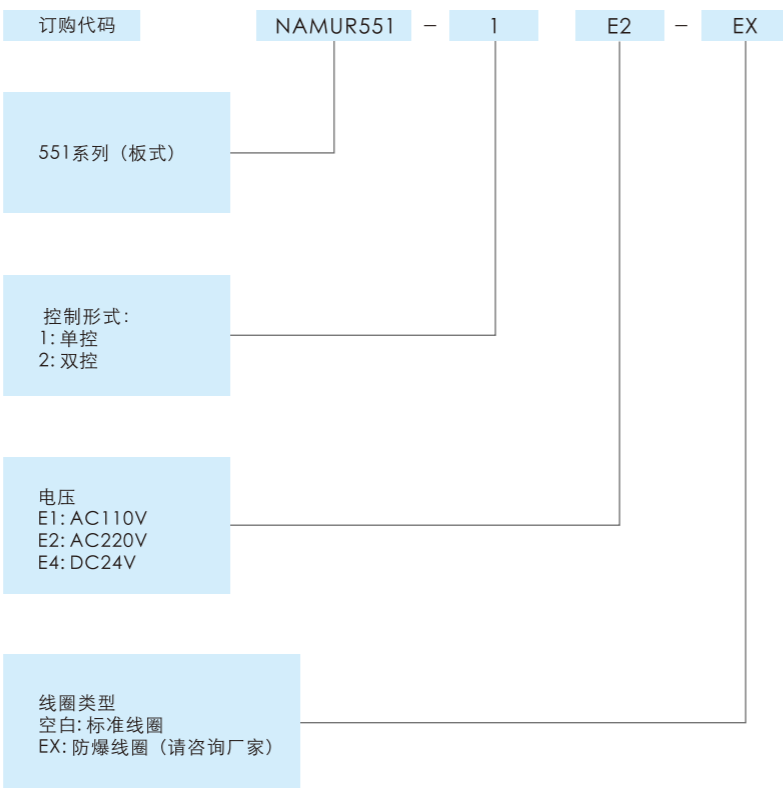 订购代码 NAMUR551 – 1 E2 – EX
551系列（板式）
控制形式：
1: 单控
2: 双控
电压
E1: AC110V
E2: AC220V
E4: DC24V
线圈类型
空白: 标准线圈
EX: 防爆线圈（请咨询厂家）